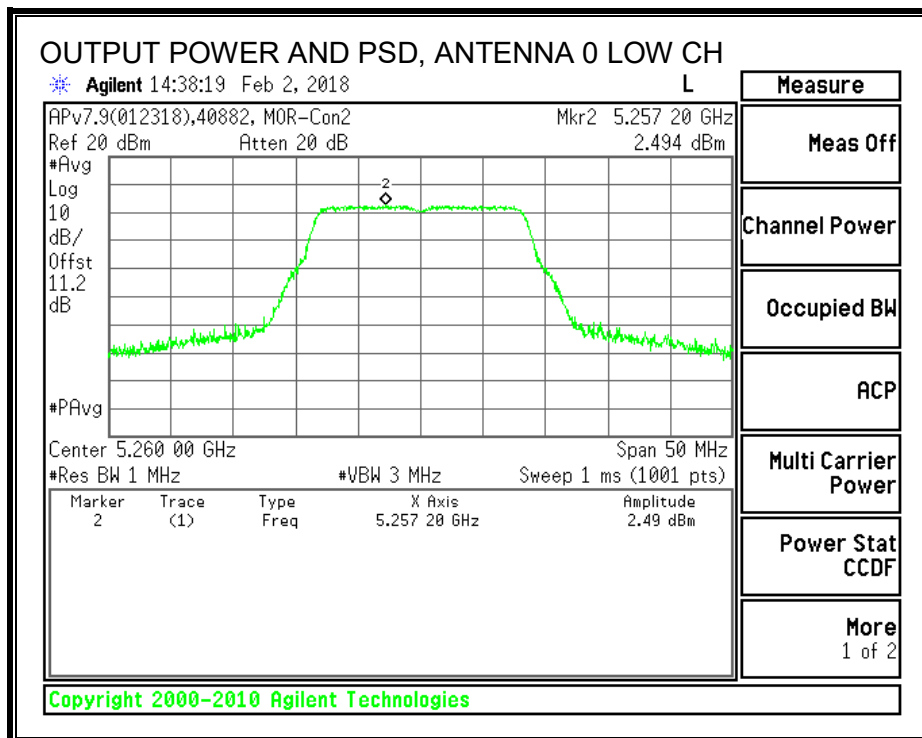 OUTPUT POWER AND PSD, ANTENNA 0 LOW CH
Agilent 14:38:19 Feb 2, 2018 L
Measure
APv7.9(012318),40882, MOR-Con2 Mkr2 5.257 20 GHz
Ref 20 dBm Atten 20 dB 2.494 dBm
#Avg
Log
10
dB/
Offst
11.2
dB
#PAvg
2
Center 5.260 00 GHz Span 50 MHz
#Res BW 1 MHz #VBW 3 MHz Sweep 1 ms (1001 pts)
Marker Trace Type X Axis Amplitude
2 (1) Freq 5.257 20 GHz 2.49 dBm
Meas Off
Channel Power
Occupied BW
ACP
Multi Carrier
Power
Power Stat
CCDF
More
1 of 2
Copyright 2000-2010 Agilent Technologies